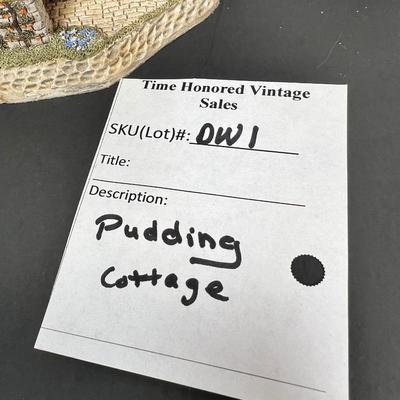 Time Honored Vintage
Sales
SKU(Lot)#: DW1
Title:
Description:
Pudding
Cottage